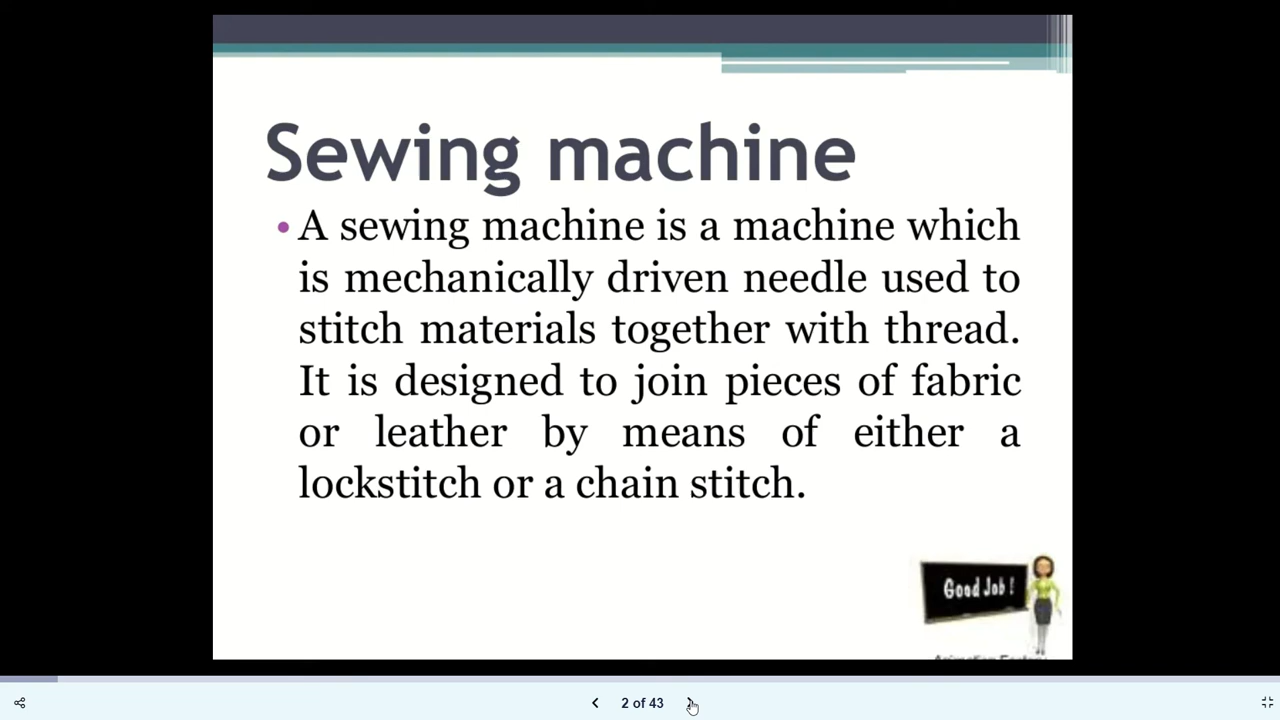 Sewing machine
• A sewing machine is a machine which
is mechanically driven needle used to
stitch materials together with thread.
It is designed to join pieces of fabric
or leather by means of either a
lockstitch or a chain stitch.
Good Job !
2 of 43